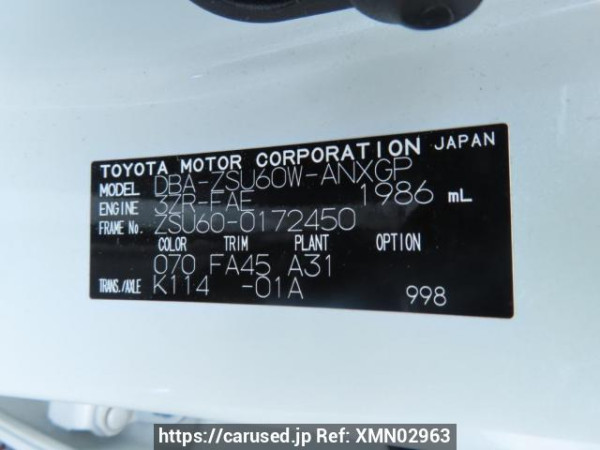 TOYOTA MOTOR CORPORATION JAPAN
MODEL DBA-ZSU60W-ANXGP
ENGINE 3ZR-FAE 1986 mL
FRAME No. ZSU60-0172450
COLOR TRIM PLANT OPTION
070 FA45 A31
TRANS./AXLE K114 -01A 998
https://carused.jp Ref: XMN02963